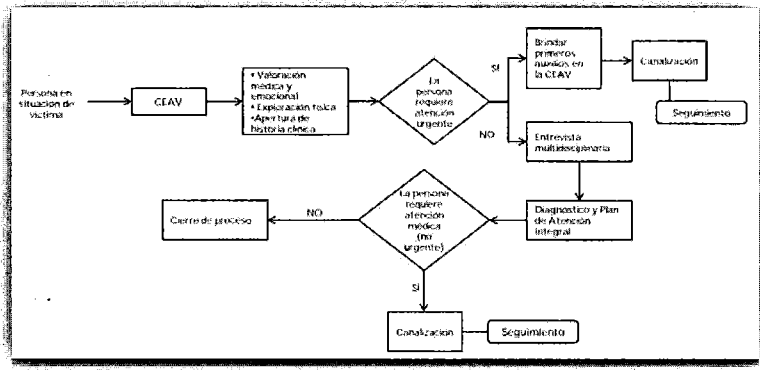 Persona en
situación de
víctima
CEAV
• Valoración
médica y
emocional
• Exploración física
•Apertura de
historia clínica
La
persona
requiere
atención
urgente
SÍ
NO
Brindar
primeros
auxilios en
la CEAV
Canalización
Seguimiento
Entrevista
multidisciplinaria
Diagnóstico y Plan
de Atención
Integral
La persona
requiere
atención
médica
(no
urgente)
NO
Cierre de proceso
SÍ
Canalización
Seguimiento